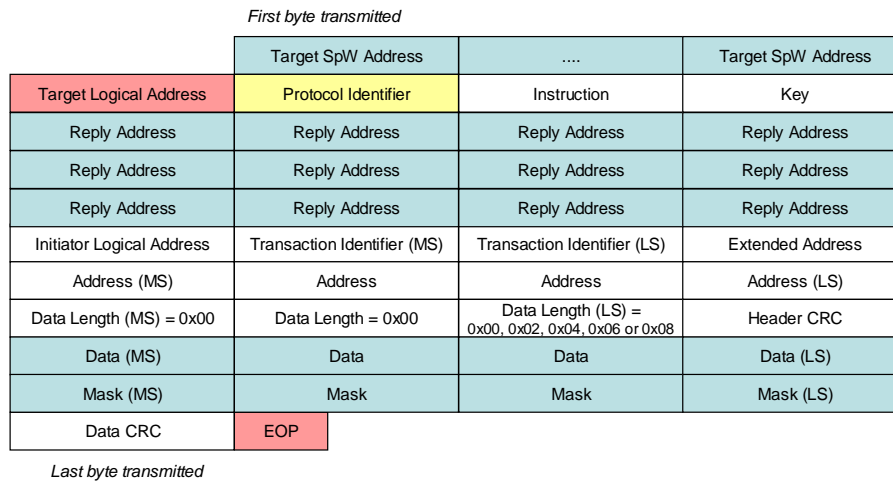 First byte transmitted
Target SpW Address .... Target SpW Address
Target Logical Address Protocol Identifier Instruction Key
Reply Address Reply Address Reply Address Reply Address
Reply Address Reply Address Reply Address Reply Address
Reply Address Reply Address Reply Address Reply Address
Initiator Logical Address Transaction Identifier (MS) Transaction Identifier (LS) Extended Address
Address (MS) Address Address Address (LS)
Data Length (MS) = 0x00 Data Length = 0x00 Data Length (LS) = 0x00, 0x02, 0x04, 0x06 or 0x08 Header CRC
Data (MS) Data Data Data (LS)
Mask (MS) Mask Mask Mask (LS)
Data CRC EOP
Last byte transmitted